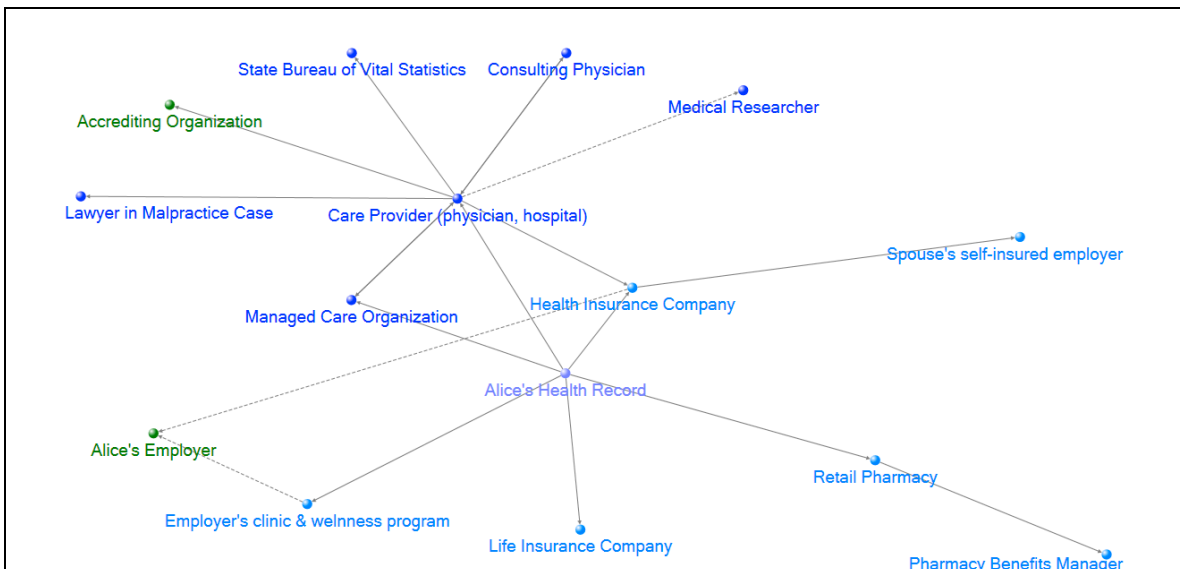 State Bureau of Vital Statistics
Consulting Physician
Medical Researcher
Accrediting Organization
Lawyer in Malpractice Case
Care Provider (physician, hospital)
Spouse's self-insured employer
Health Insurance Company
Managed Care Organization
Alice's Health Record
Alice's Employer
Retail Pharmacy
Employer's clinic & welnness program
Life Insurance Company
Pharmacy Benefits Manager